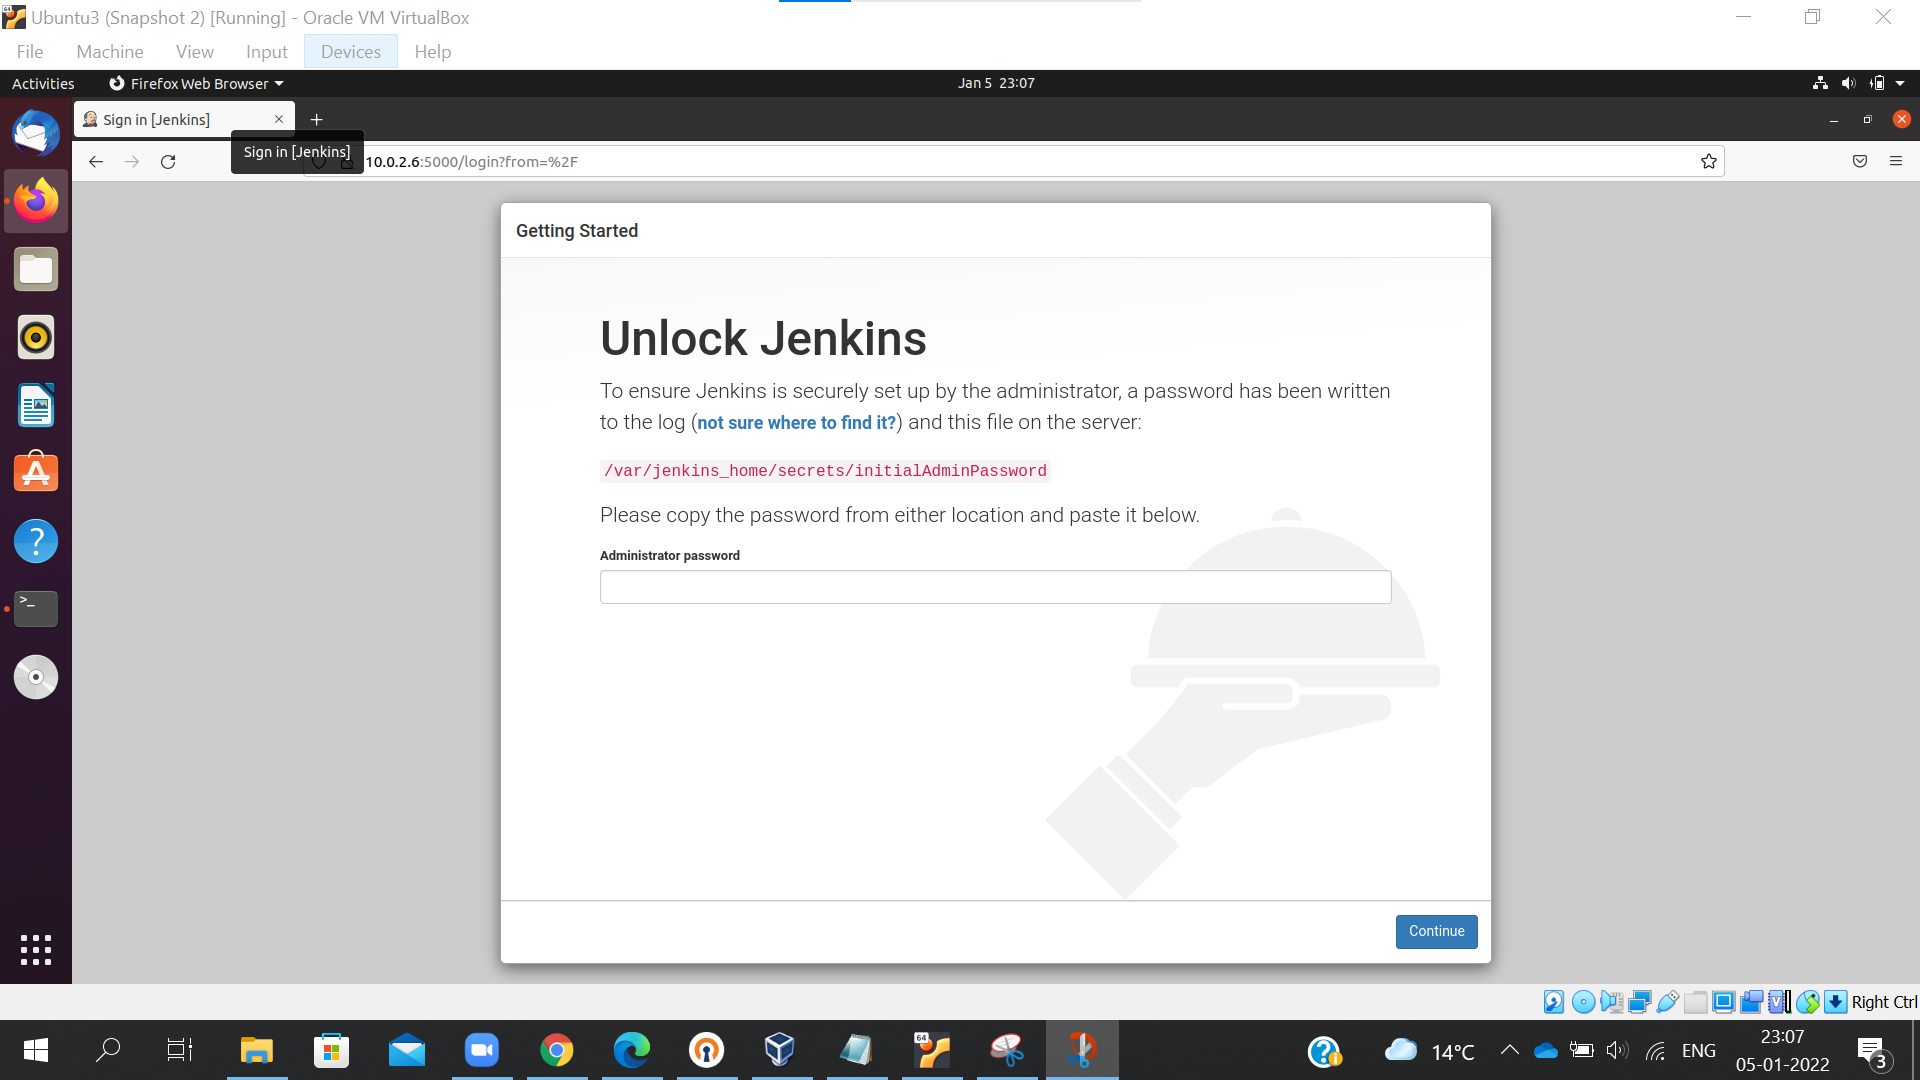 Ubuntu3 (Snapshot 2) [Running] - Oracle VM VirtualBox
File Machine View Input Devices Help
Activities Firefox Web Browser Jan 5 23:07
Sign in [Jenkins]
Sign in [Jenkins]
10.0.2.6:5000/login?from=%2F
Getting Started
Unlock Jenkins
To ensure Jenkins is securely set up by the administrator, a password has been written
to the log (not sure where to find it?) and this file on the server:
/var/jenkins_home/secrets/initialAdminPassword
Please copy the password from either location and paste it below.
Administrator password
Continue
Right Ctrl
14°C ENG 23:07
05-01-2022
3
64
64